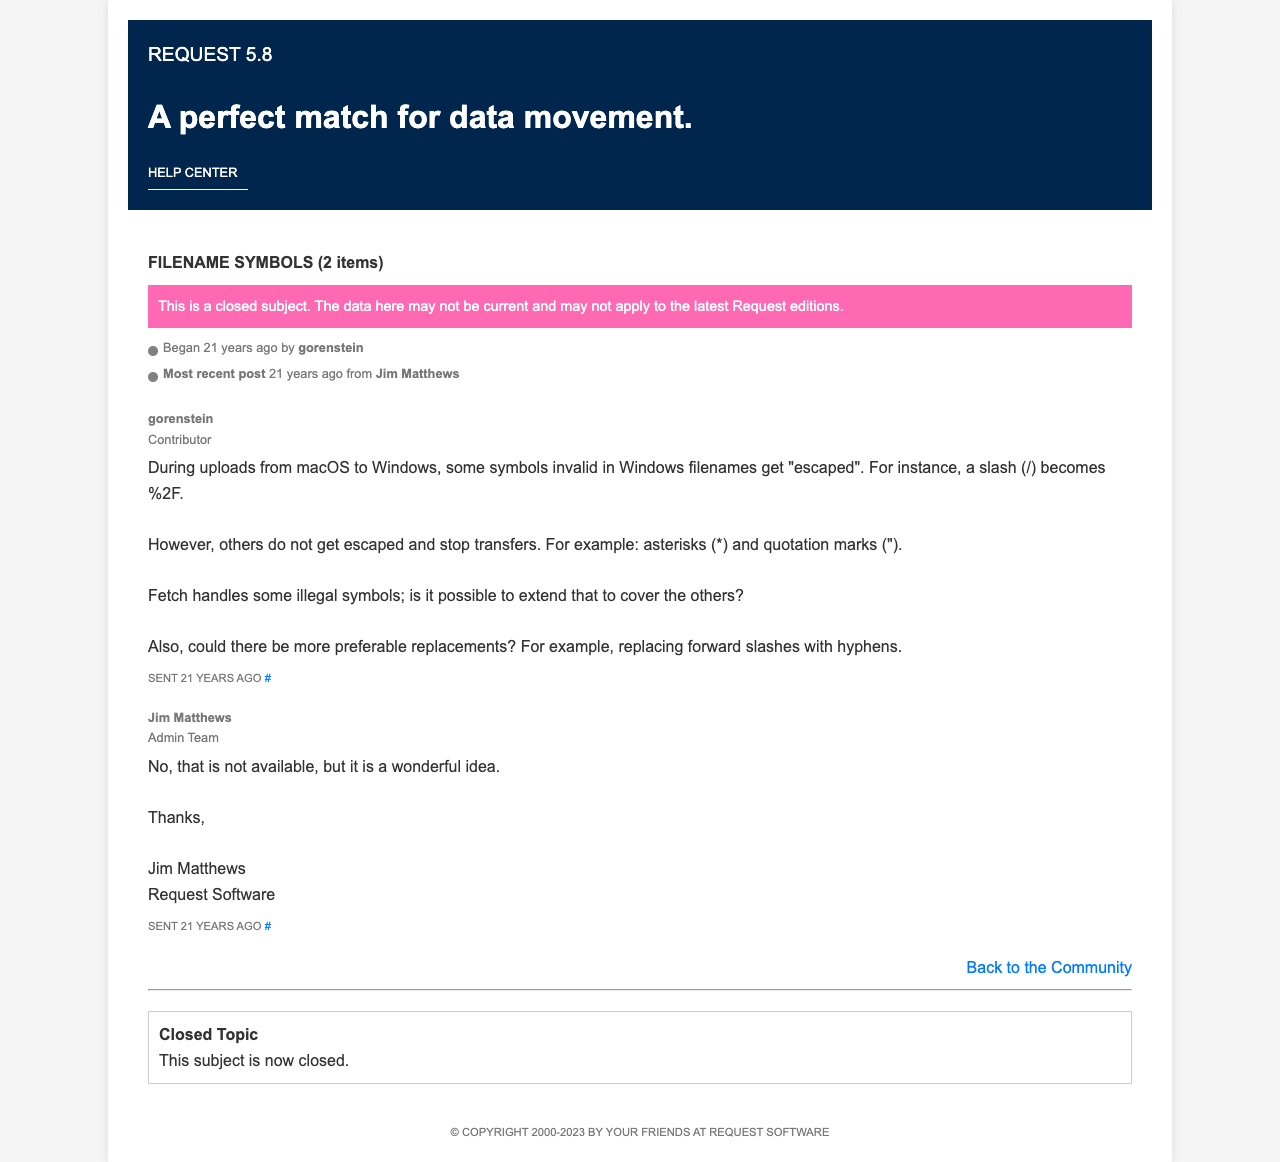 REQUEST 5.8
A perfect match for data movement.
HELP CENTER
FILENAME SYMBOLS (2 items)
This is a closed subject. The data here may not be current and may not apply to the latest Request editions.
Began 21 years ago by gorenstein
Most recent post 21 years ago from Jim Matthews
gorenstein
Contributor
During uploads from macOS to Windows, some symbols invalid in Windows filenames get "escaped". For instance, a slash (/) becomes
%2F.
However, others do not get escaped and stop transfers. For example: asterisks (*) and quotation marks (").
Fetch handles some illegal symbols; is it possible to extend that to cover the others?
Also, could there be more preferable replacements? For example, replacing forward slashes with hyphens.
SENT 21 YEARS AGO #
Jim Matthews
Admin Team
No, that is not available, but it is a wonderful idea.
Thanks,
Jim Matthews
Request Software
SENT 21 YEARS AGO #
Back to the Community
Closed Topic
This subject is now closed.
© COPYRIGHT 2000-2023 BY YOUR FRIENDS AT REQUEST SOFTWARE